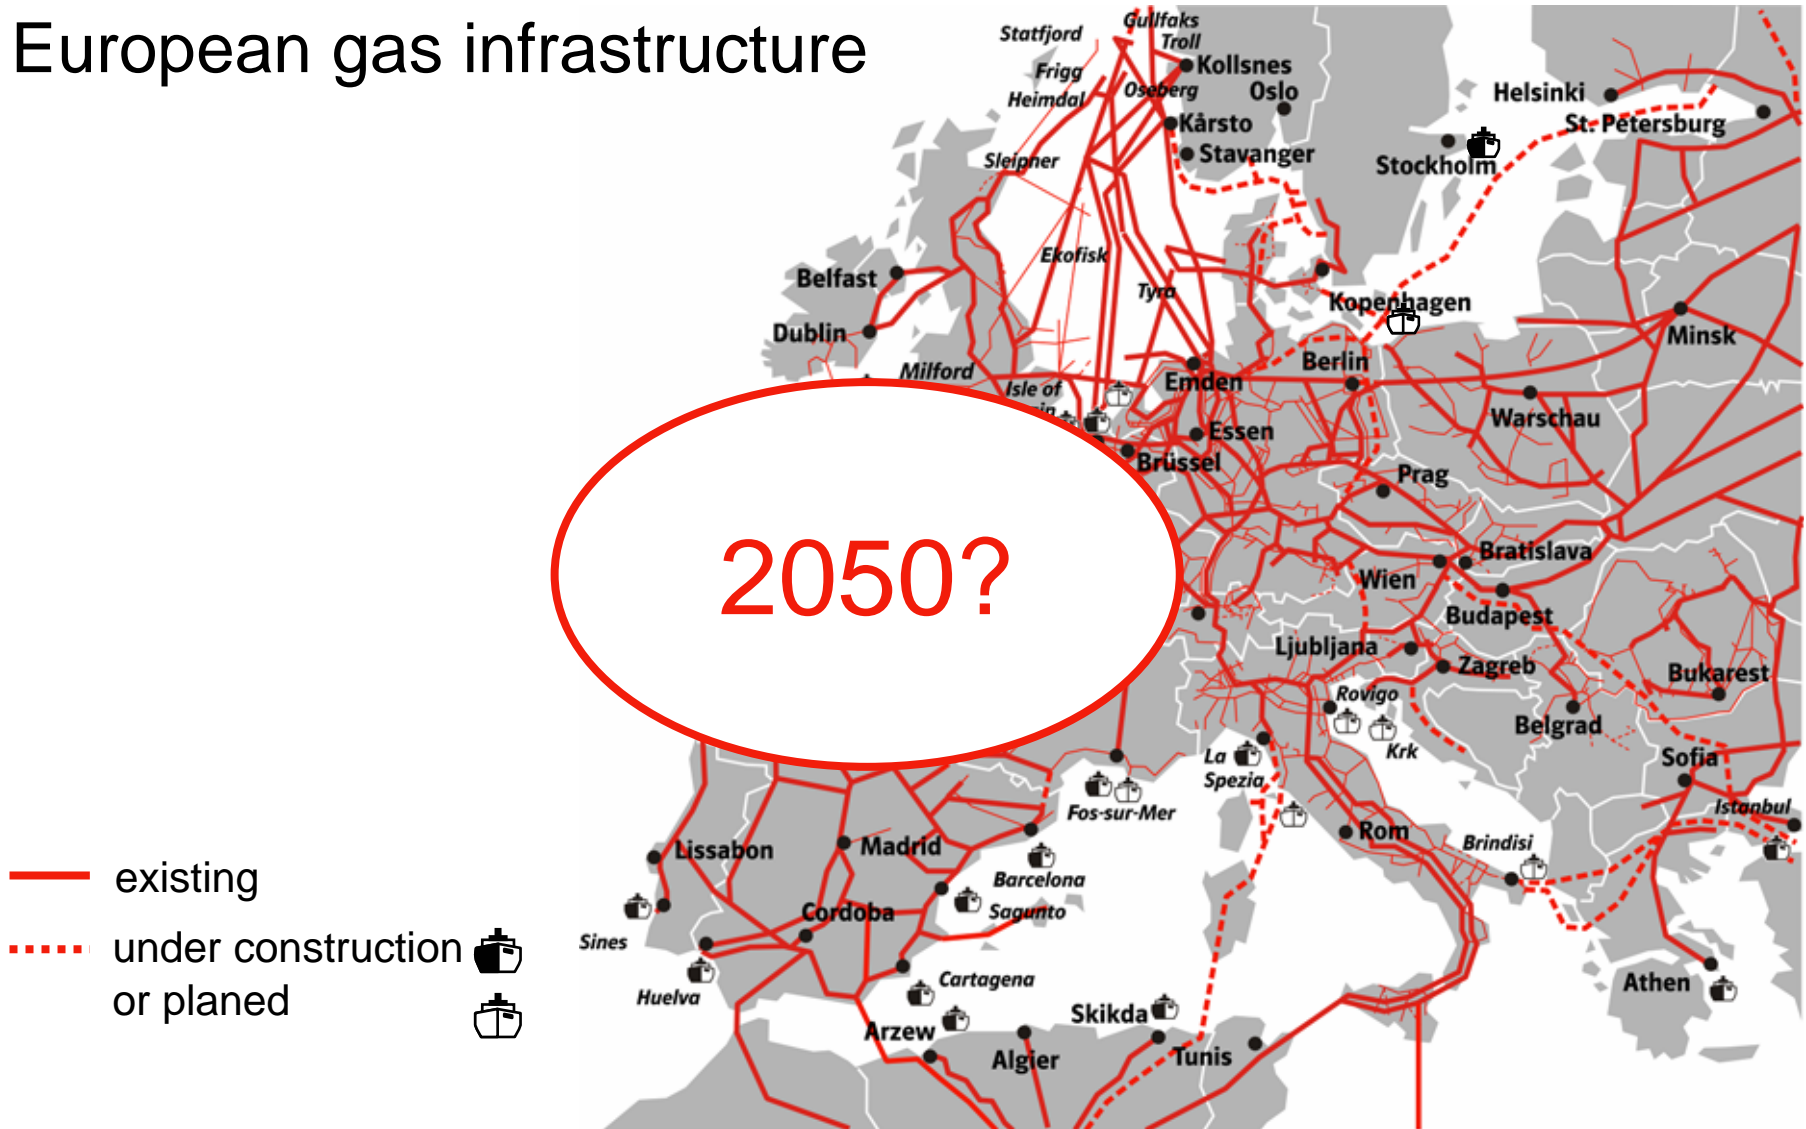 European gas infrastructure
Statfjord
Gullfaks
Troll
Kollsnes
Frigg
Heimdal
Oseberg
Oslo
Helsinki
Kårsto
St. Petersburg
Stavanger
Sleipner
Stockholm
Ekofisk
Belfast
Tyra
Kopenhagen
Dublin
Minsk
Milford
Berlin
Isle of
Emden
Warschau
Essen
Brüssel
Prag
2050?
Bratislava
Wien
Budapest
Ljubljana
Zagreb
Bukarest
Rovigo
Belgrad
Krk
La
Spezia
Sofia
Fos-sur-Mer
Istanbul
Rom
Brindisi
Lissabon
Madrid
Barcelona
existing
Cordoba
Sagunto
Sines
under construction
or planed
Huelva
Cartagena
Athen
Skikda
Arzew
Algier
Tunis